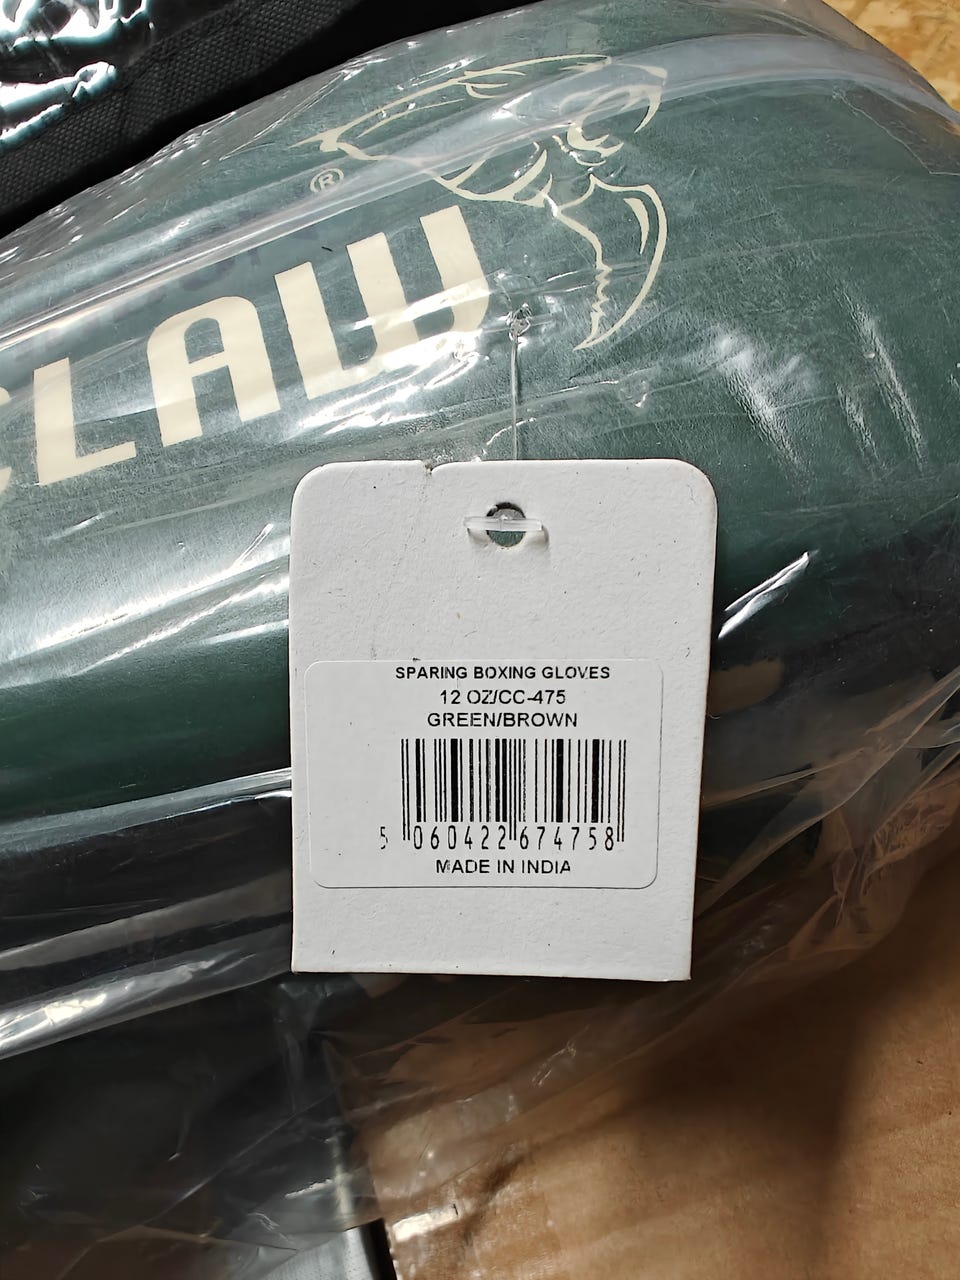 ®
CLAW
SPARING BOXING GLOVES
12 OZ/CC-475
GREEN/BROWN
5 060422 674758
MADE IN INDIA